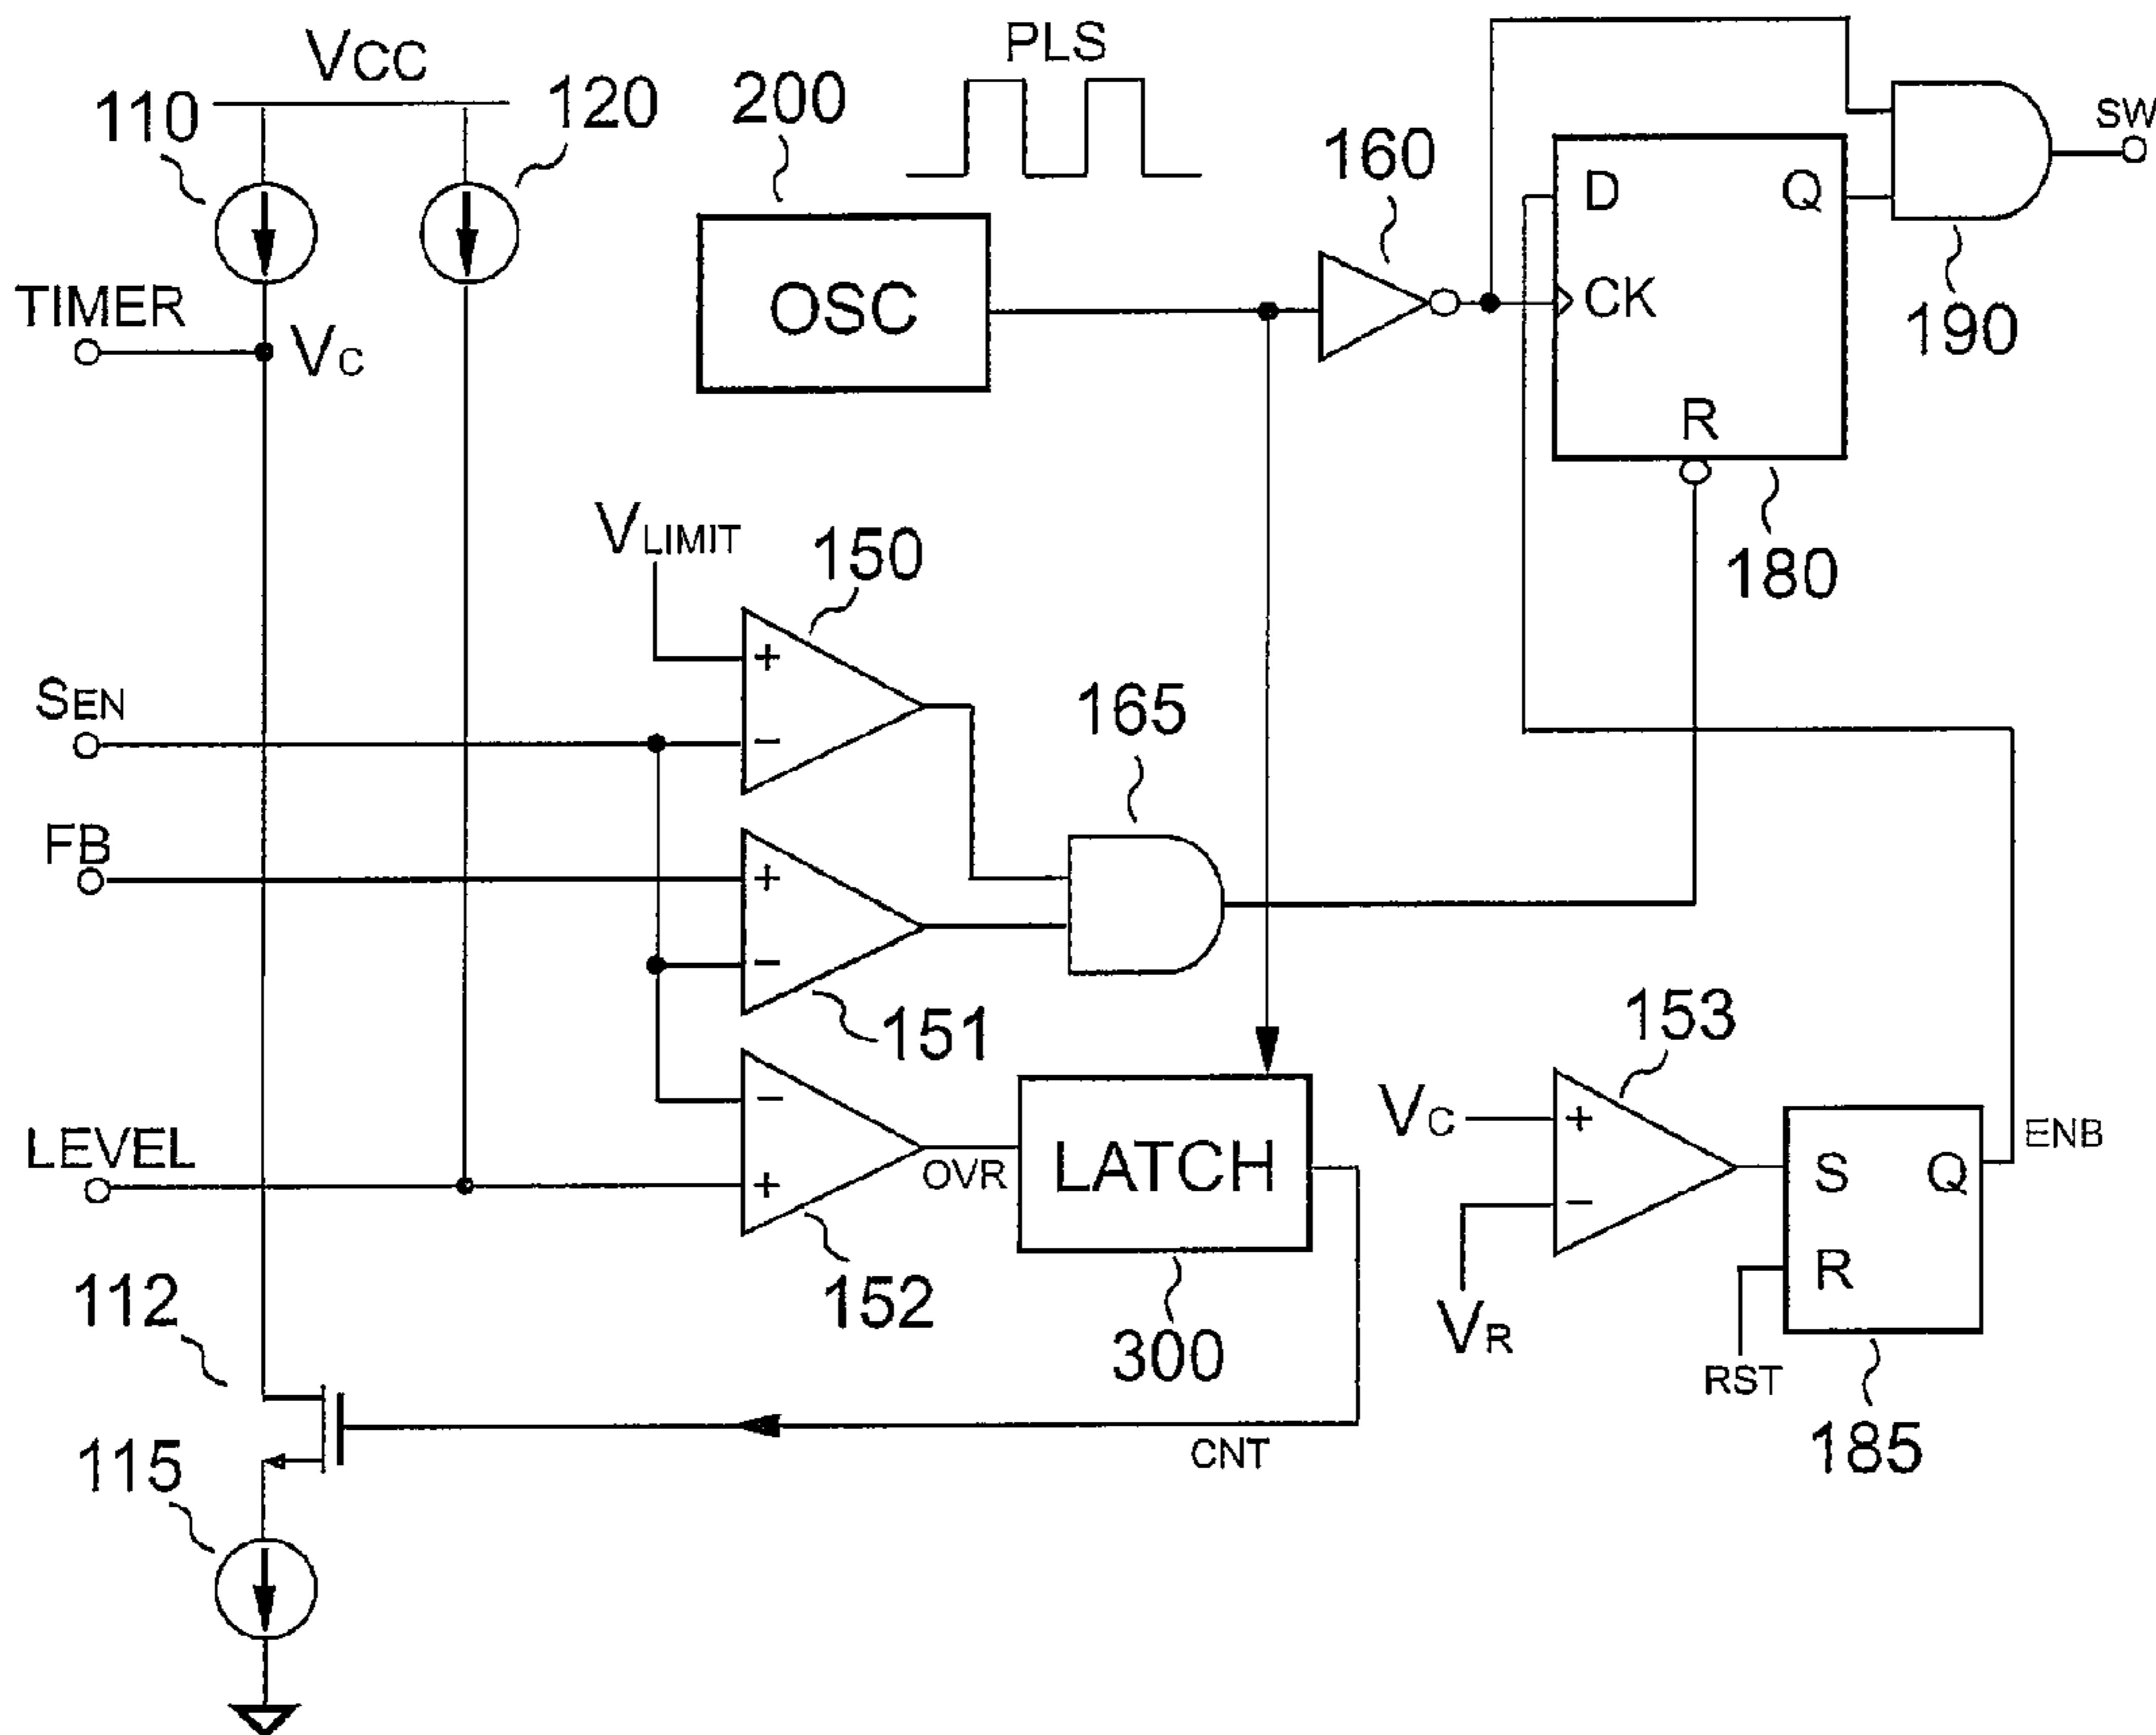 PLS
VCC
110
120
200
160
SW
D
Q
CK
OSC
190
TIMER
VC
R
VLIMIT
150
180
+
SEN
−
165
FB
+
−
151
153
VC
+
−
LEVEL
+
OVR
LATCH
S
Q
ENB
−
R
112
152
300
VR
RST
115
CNT
185